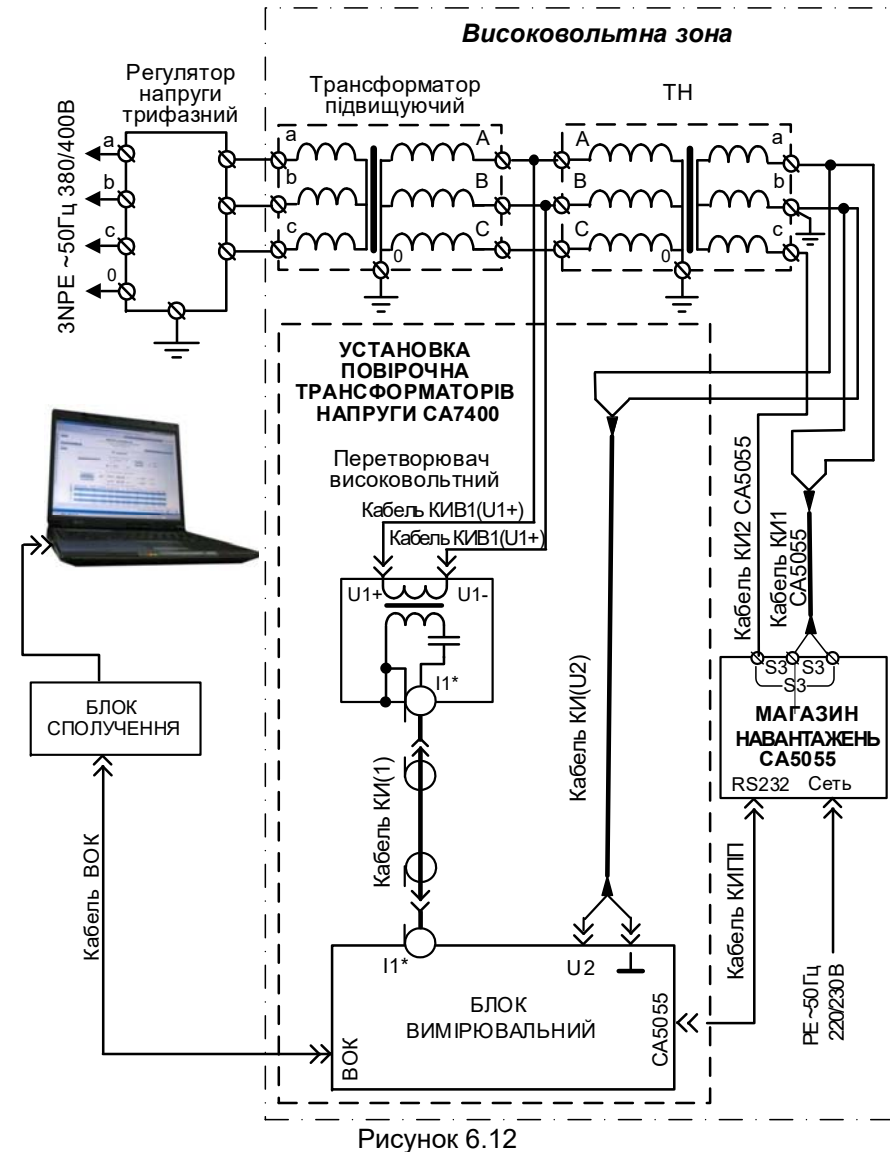 Високовольтна зона
Регулятор
напруги
трифазний
Трансформатор
підвищуючий
ТН
3NPE ~50Гц 380/400В
a
b
c
0
a
b
c
A
B
C
0
A
B
C
0
a
b
c
УСТАНОВКА
ПОВІРОЧНА
ТРАНСФОРМАТОРІВ
НАПРУГИ СА7400
Перетворювач
високовольтний
Кабель КИВ1(U1+)
Кабель КИВ1(U1+)
U1+ U1-
I1*
Кабель КИ(1)
Кабель КИ(U2)
Кабель КИ2 СА5055
Кабель КИ1
СА5055
S3 S3
S3
МАГАЗИН
НАВАНТАЖЕНЬ
СА5055
RS232 Сеть
БЛОК
СПОЛУЧЕННЯ
Кабель ВОК
Кабель КИПП
РЕ ~50Гц
220/230В
I1* U2
БЛОК
ВИМІРЮВАЛЬНИЙ
ВОК
СА5055
Рисунок 6.12